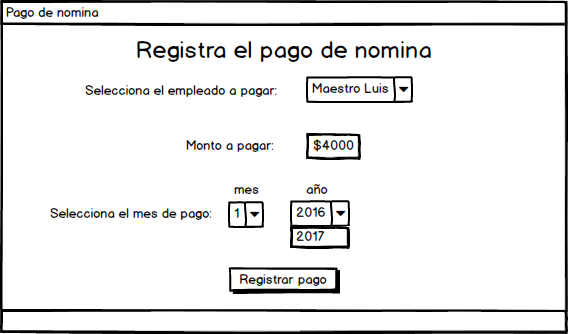 Pago de nomina
Registra el pago de nomina
Selecciona el empleado a pagar: Maestro Luis
Monto a pagar: $4000
mes año
Selecciona el mes de pago: 1 2016
2017
Registrar pago